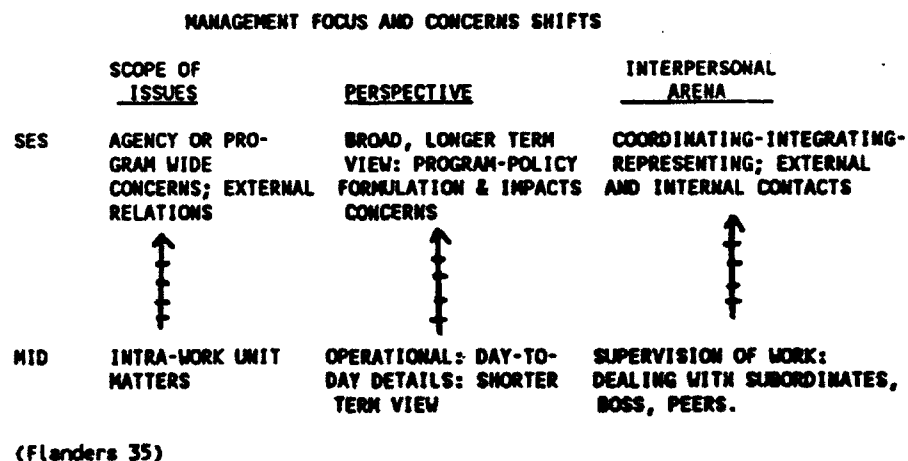 MANAGEMENT FOCUS AND CONCERNS SHIFTS
SCOPE OF ISSUES
PERSPECTIVE
INTERPERSONAL ARENA
SES
AGENCY OR PRO-
GRAM WIDE
CONCERNS; EXTERNAL
RELATIONS
BROAD, LONGER TERM
VIEW: PROGRAM-POLICY
FORMULATION & IMPACTS
CONCERNS
COORDINATING-INTEGRATING-
REPRESENTING; EXTERNAL
AND INTERNAL CONTACTS
MID
INTRA-WORK UNIT
MATTERS
OPERATIONAL: DAY-TO-
DAY DETAILS: SHORTER
TERM VIEW
SUPERVISION OF WORK:
DEALING WITH SUBORDINATES,
BOSS, PEERS.
(Flanders 35)